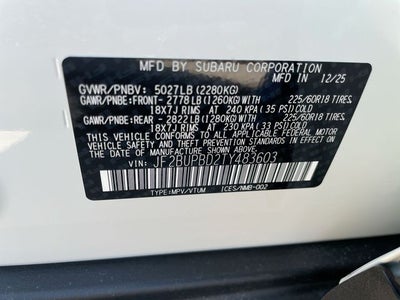 MFD BY SUBARU CORPORATION
MFD IN 12/25
GVWR/PNBV: 5027LB (2280KG)
GAWR/PNBE:FRONT- 2778LB(1260KG)WITH 225/60R18 TIRES,
18X7J RIMS AT 240 KPA(35 PSI)COLD
GAWR/PNBE:REAR - 2822LB(1280KG)WITH 225/60R18 TIRES,
18X7J RIMS AT 230 KPA(33 PSI)COLD
THIS VEHICLE CONFORMS TO ALL APPLICABLE FEDERAL MOTOR
VEHICLE SAFETY AND THEFT PREVENTION STANDARDS IN
EFFECT ON THE DATE OF MANUFACTURE SHOWN ABOVE.
JF2BUPBD2TY483603
TYPE:MPV/VTUM ICES/NMB-002